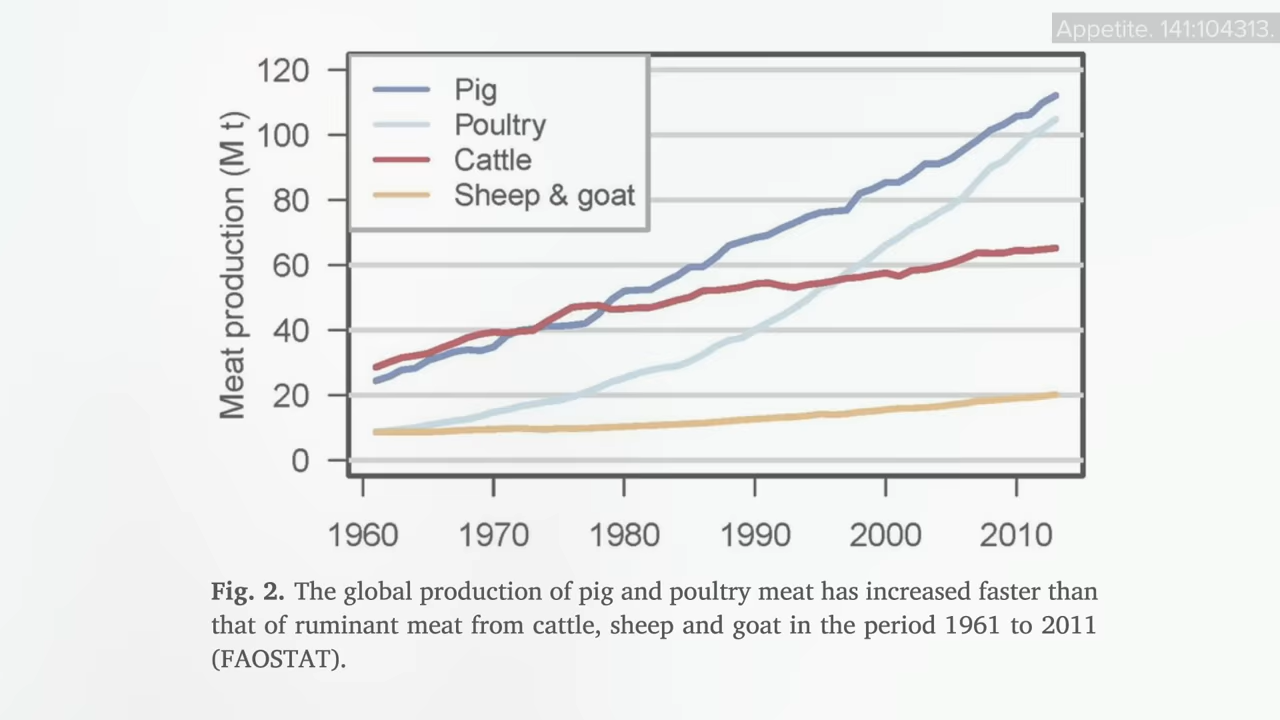 Appetite. 141:104313.
Meat production (M t)
120
100
80
60
40
20
0
Pig
Poultry
Cattle
Sheep & goat
1960 1970 1980 1990 2000 2010
Fig. 2. The global production of pig and poultry meat has increased faster than
that of ruminant meat from cattle, sheep and goat in the period 1961 to 2011
(FAOSTAT).